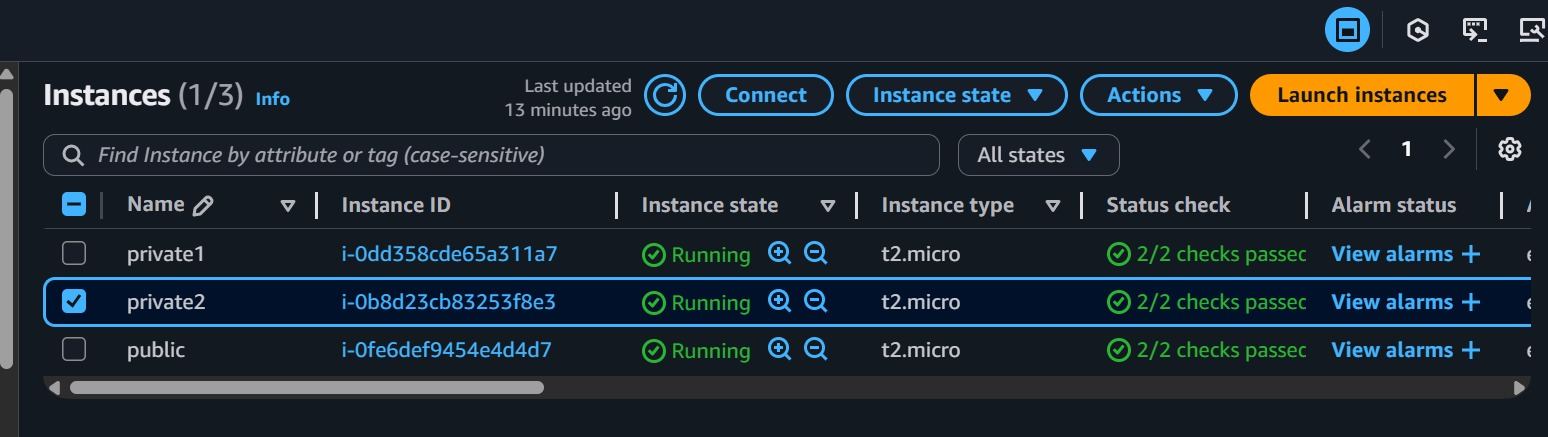 Instances (1/3) Info
Last updated
13 minutes ago
Connect
Instance state
Actions
Launch instances
Find Instance by attribute or tag (case-sensitive)
All states
1
Name Instance ID Instance state Instance type Status check Alarm status
private1 i-0dd358cde65a311a7 Running t2.micro 2/2 checks passec View alarms
private2 i-0b8d23cb83253f8e3 Running t2.micro 2/2 checks passec View alarms
public i-0fe6def9454e4d4d7 Running t2.micro 2/2 checks passec View alarms